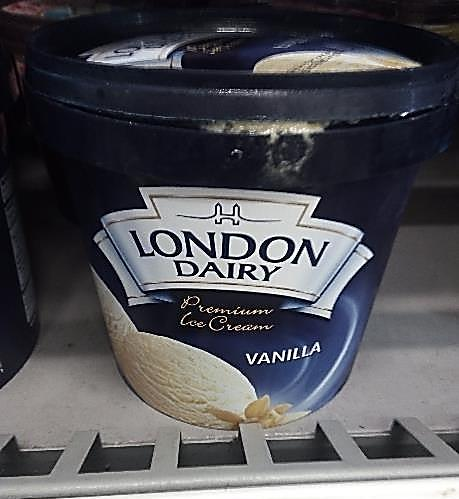 LONDON
DAIRY
Premium
Ice Cream
VANILLA